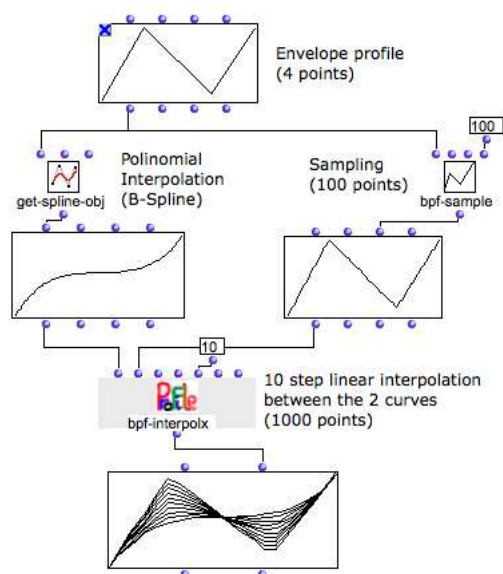 Envelope profile
(4 points)
100
Polinomial
Interpolation
(B-Spline)
Sampling
(100 points)
get-spline-obj
bpf-sample
10
10 step linear interpolation
between the 2 curves
(1000 points)
Profile
bpf-interpolx